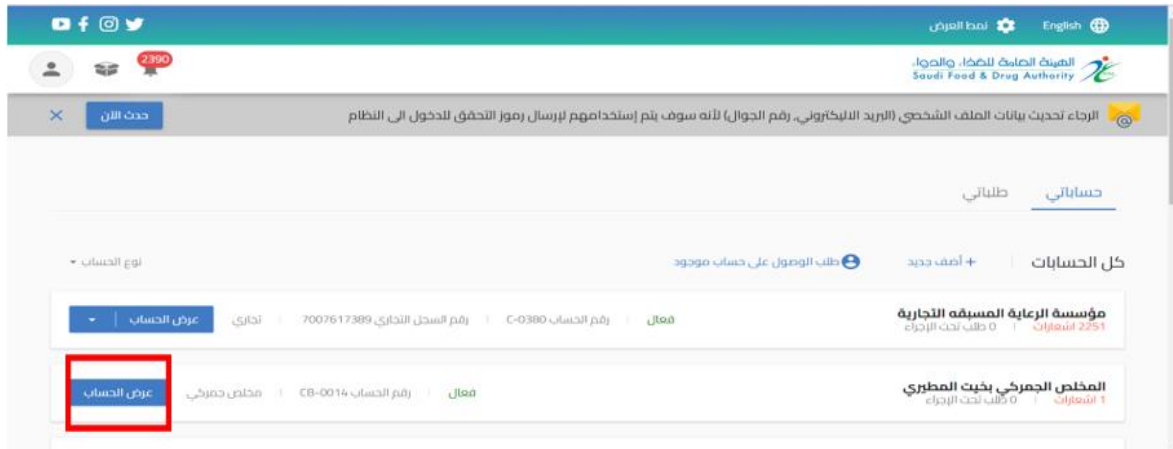 English نمط العرض
2390
الهيئة العامة للغذاء والدواء
Saudi Food & Drug Authority
الرجاء تحديث بيانات الملف الشخصي (البريد الاليكتروني, رقم الجوال) لأنه سوف يتم إستخدامهم لإرسال رموز التحقق للدخول الى النظام حدث الآن
حساباتي طلباتي
كل الحسابات + أضف جديد طلب الوصول على حساب موجود نوع الحساب
مؤسسة الرعاية المسبقه التجارية
2251 اشعارات | 0 طلب تحت الإجراء
فعال | رقم الحساب C-0380 | رقم السجل التجاري 7007617389 | تجاري عرض الحساب
المخلص الجمركي بخيت المطيري
1 اشعارات | 0 طلب تحت الإجراء
فعال | رقم الحساب CB-0014 | مخلص جمركي عرض الحساب